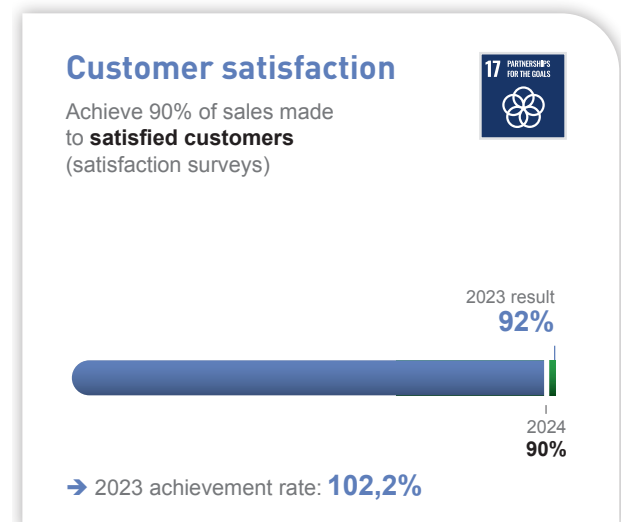 Customer satisfaction
17 PARTNERSHIPS
FOR THE GOALS
Achieve 90% of sales made
to satisfied customers
(satisfaction surveys)
2023 result
92%
2024
90%
➔ 2023 achievement rate: 102,2%